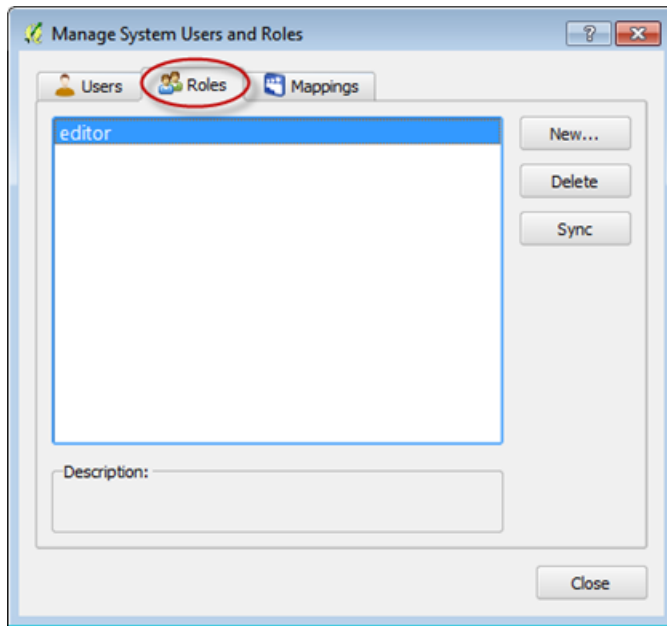 Manage System Users and Roles
?
Users
Roles
Mappings
editor
New...
Delete
Sync
Description:
Close